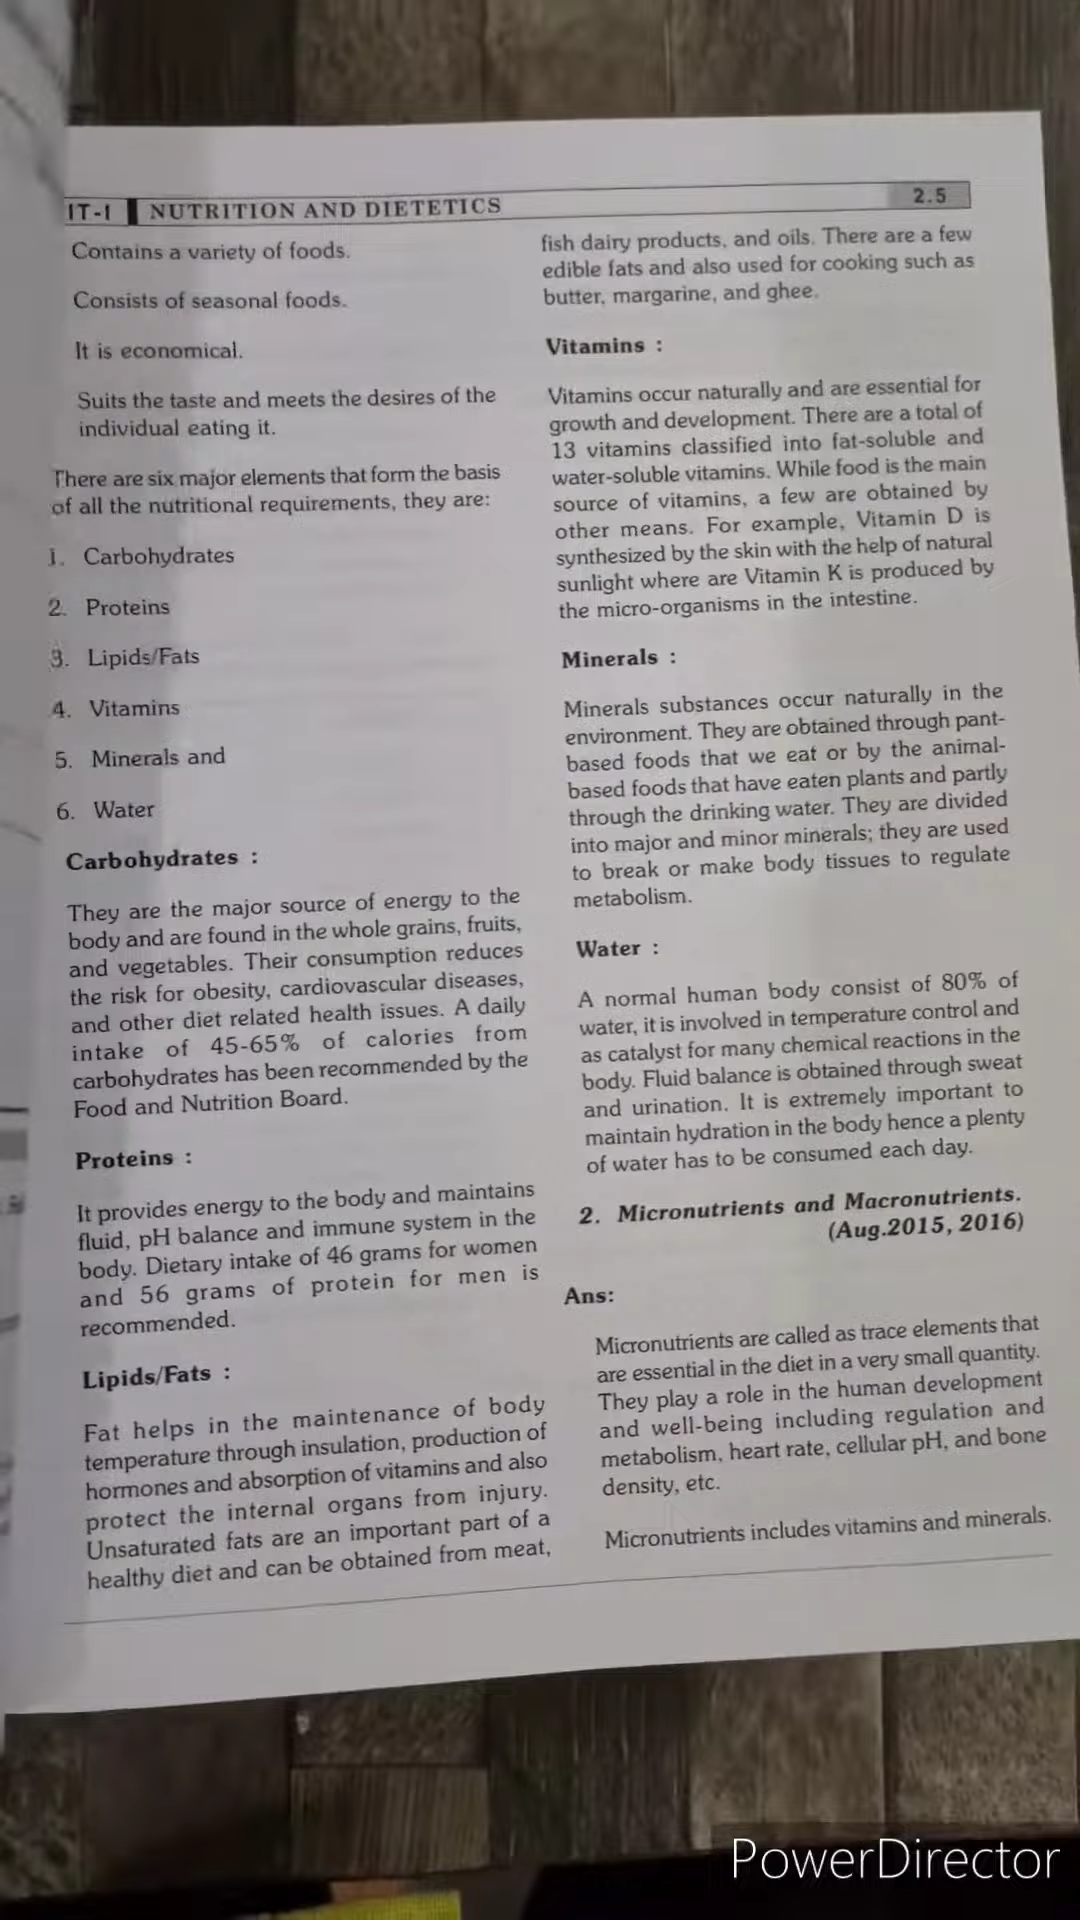 IT-I NUTRITION AND DIETETICS 2.5
Contains a variety of foods.
Consists of seasonal foods.
It is economical.
Suits the taste and meets the desires of the
individual eating it.
There are six major elements that form the basis
of all the nutritional requirements, they are:
1. Carbohydrates
2. Proteins
3. Lipids/Fats
4. Vitamins
5. Minerals and
6. Water
Carbohydrates :
They are the major source of energy to the
body and are found in the whole grains, fruits,
and vegetables. Their consumption reduces
the risk for obesity, cardiovascular diseases,
and other diet related health issues. A daily
intake of 45-65% of calories from
carbohydrates has been recommended by the
Food and Nutrition Board.
Proteins :
It provides energy to the body and maintains
fluid, pH balance and immune system in the
body. Dietary intake of 46 grams for women
and 56 grams of protein for men is
recommended.
Lipids/Fats :
Fat helps in the maintenance of body
temperature through insulation, production of
hormones and absorption of vitamins and also
protect the internal organs from injury.
Unsaturated fats are an important part of a
healthy diet and can be obtained from meat,
fish dairy products, and oils. There are a few
edible fats and also used for cooking such as
butter, margarine, and ghee.
Vitamins :
Vitamins occur naturally and are essential for
growth and development. There are a total of
13 vitamins classified into fat-soluble and
water-soluble vitamins. While food is the main
source of vitamins, a few are obtained by
other means. For example, Vitamin D is
synthesized by the skin with the help of natural
sunlight where are Vitamin K is produced by
the micro-organisms in the intestine.
Minerals :
Minerals substances occur naturally in the
environment. They are obtained through pant-
based foods that we eat or by the animal-
based foods that have eaten plants and partly
through the drinking water. They are divided
into major and minor minerals; they are used
to break or make body tissues to regulate
metabolism.
Water :
A normal human body consist of 80% of
water, it is involved in temperature control and
as catalyst for many chemical reactions in the
body. Fluid balance is obtained through sweat
and urination. It is extremely important to
maintain hydration in the body hence a plenty
of water has to be consumed each day.
2. Micronutrients and Macronutrients.
(Aug.2015, 2016)
Ans:
Micronutrients are called as trace elements that
are essential in the diet in a very small quantity.
They play a role in the human development
and well-being including regulation and
metabolism, heart rate, cellular pH, and bone
density, etc.
Micronutrients includes vitamins and minerals.
PowerDirector